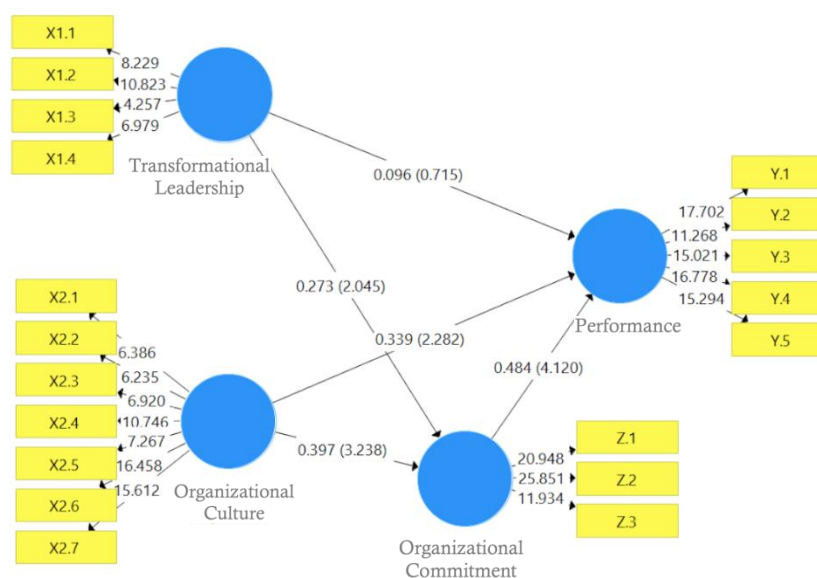 X1.1
X1.2
X1.3
X1.4
8.229
10.823
4.257
6.979
Transformational
Leadership
0.096 (0.715)
Y.1
Y.2
Y.3
Y.4
Y.5
17.702
11.268
15.021
16.778
15.294
Performance
0.273 (2.045)
0.339 (2.282)
0.484 (4.120)
X2.1
X2.2
X2.3
X2.4
X2.5
X2.6
X2.7
6.386
6.235
6.920
10.746
7.267
16.458
15.612
Organizational
Culture
0.397 (3.238)
20.948
25.851
11.934
Z.1
Z.2
Z.3
Organizational
Commitment